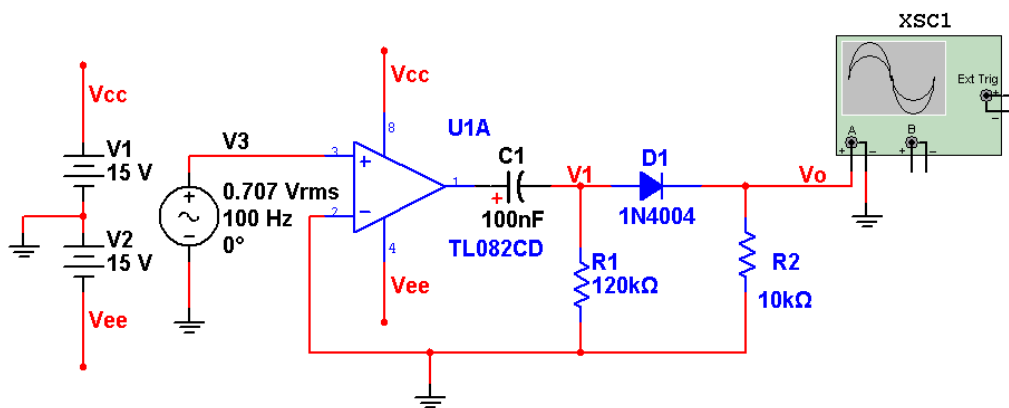 XSC1
Ext Trig
+
−
A
B
+
−
+
−
Vcc
V1
15 V
V2
15 V
Vee
V3
+
−
0.707 Vrms
100 Hz
0°
Vcc
8
U1A
3
+
2
−
1
4
TL082CD
Vee
C1
+
100nF
V1
D1
1N4004
Vo
R1
120kΩ
R2
10kΩ